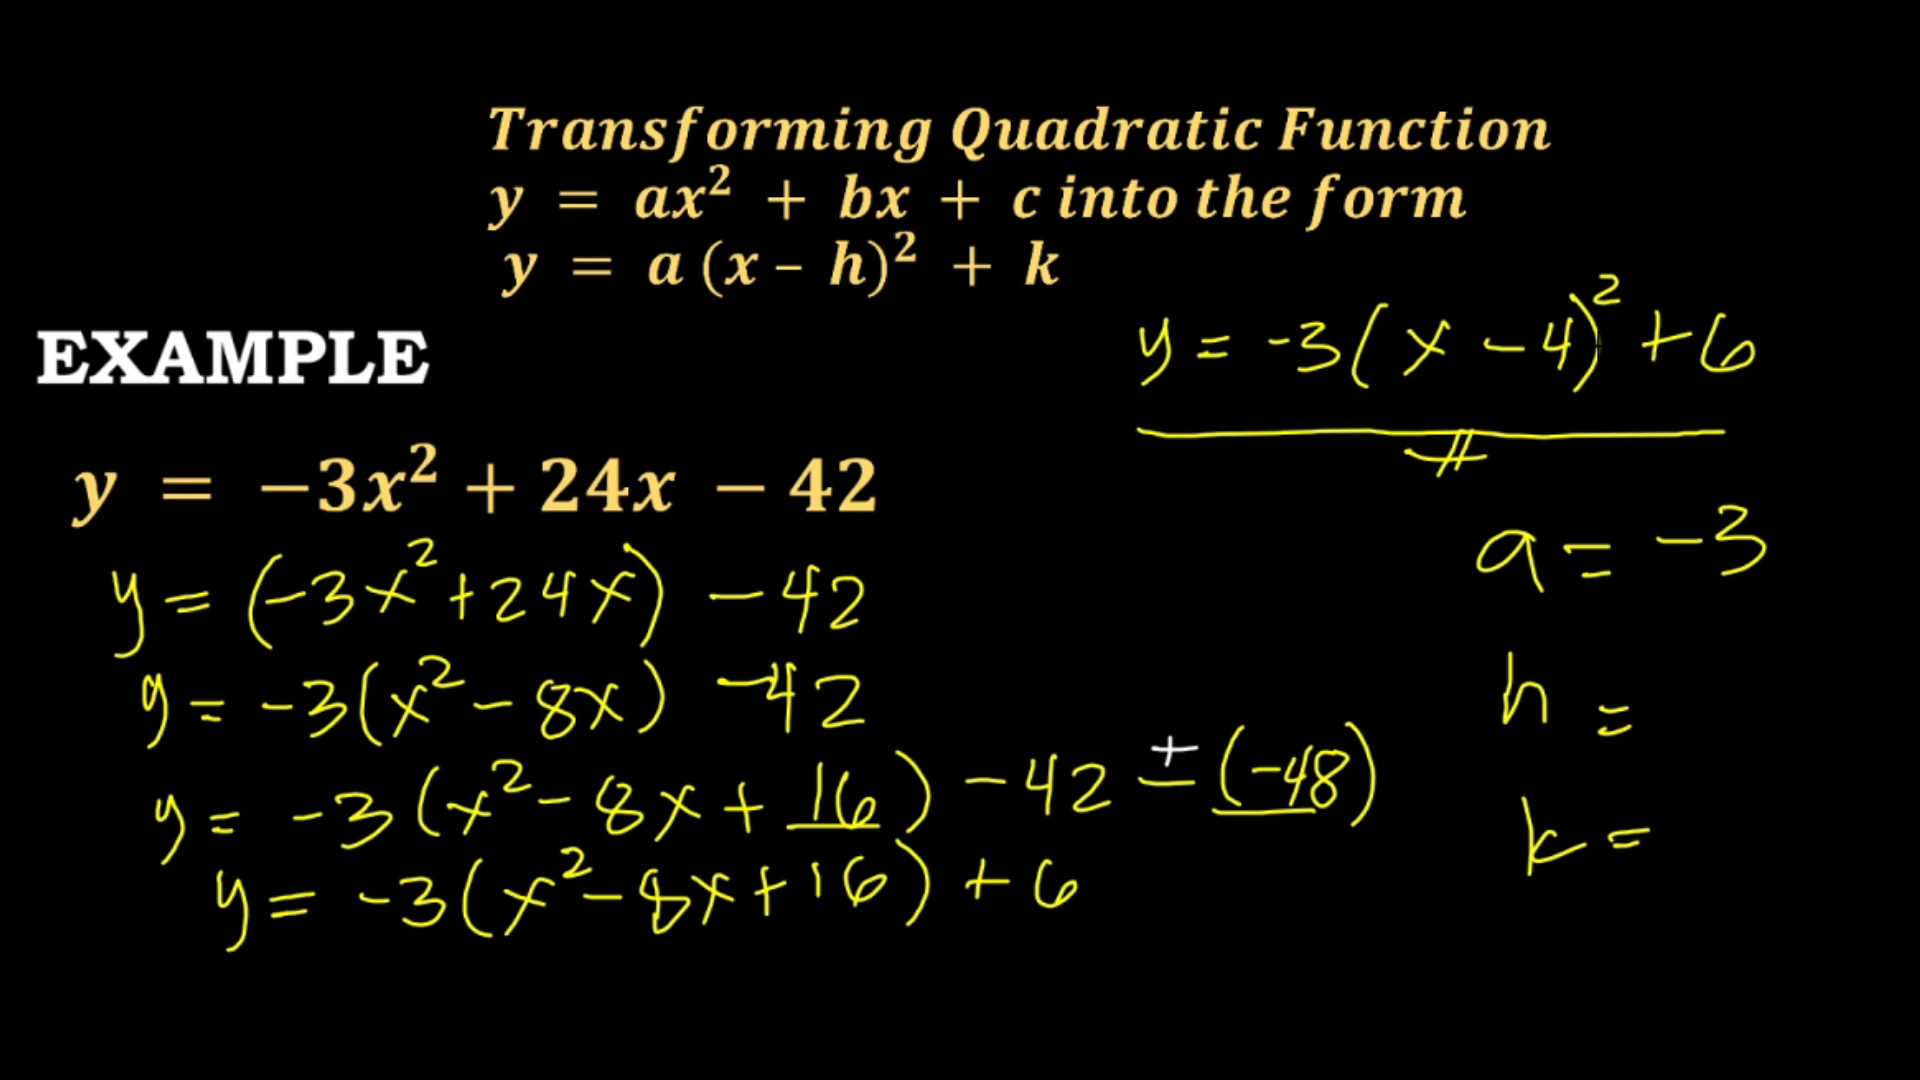 Transforming Quadratic Function
y = ax² + bx + c into the form
y = a (x – h)² + k
EXAMPLE
y = -3(x - 4)² + 6
y = −3x² + 24x − 42
y = (-3x² + 24x) - 42
y = -3(x² - 8x) - 42
y = -3(x² - 8x + 16) - 42 ± (-48)
y = -3(x² - 8x + 16) + 6
a = -3
h =
k =